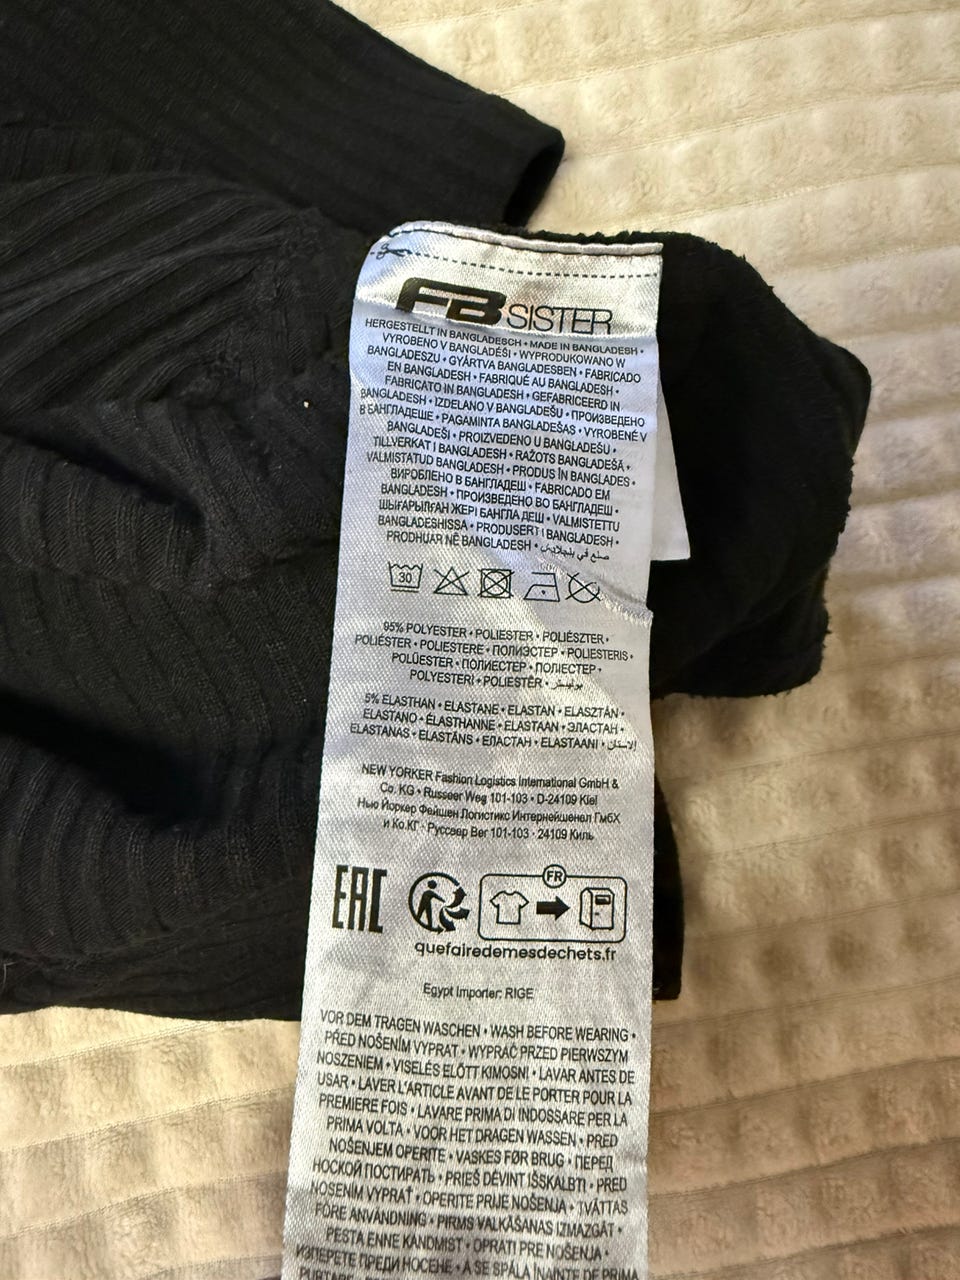 FB SISTER
HERGESTELLT IN BANGLADESCH • MADE IN BANGLADESH •
VYROBENO V BANGLADÉŠI • WYPRODUKOWANO W
BANGLADESZU • GYÁRTVA BANGLADESBEN • FABRICADO
EN BANGLADESH • FABRIQUÉ AU BANGLADESH •
FABRICATO IN BANGLADESH • GEFABRICEERD IN
BANGLADESH • IZDELANO V BANGLADEŠU • ПРОИЗВЕДЕНО
В БАНГЛАДЕШЕ • PAGAMINTA BANGLADEŠAS • VYROBENÉ V
BANGLADEŠI • PROIZVEDENO U BANGLADEŠU •
TILLVERKAT I BANGLADESH • RAŽOTS BANGLADEŠĀ •
VALMISTATUD BANGLADESH • PRODUS ÎN BANGLADES •
ВИРОБЛЕНО В БАНГЛАДЕШ • FABRICADO EM
BANGLADESH • ПРОИЗВЕДЕНО ВО БАНГЛАДЕШ •
ШЫҒАРЫЛҒАН ЖЕРІ БАНГЛАДЕШ • VALMISTETTU
BANGLADESHISSA • PRODUSERT I BANGLADESH •
PRODHUAR NË BANGLADESH • صنع في بنجلاديش
30
95% POLYESTER • POLIESTER • POLIÉSZTER •
POLIÉSTER • POLIESTERE • ПОЛИЭСТЕР • POLIESTERIS •
POLÜESTER • ПОЛИЕСТЕР • ПОЛІЕСТЕР •
POLYESTERI • POLIESTËR • بوليستر
5% ELASTHAN • ELASTANE • ELASTAN • ELASZTÁN •
ELASTANO • ÉLASTHANNE • ELASTAAN • ЭЛАСТАН •
ELASTANAS • ELASTĀNS • ЕЛАСТАН • ELASTAANI • الاستان
NEW YORKER Fashion Logistics International GmbH &
Co. KG • Russeer Weg 101-103 • D-24109 Kiel
Нью Йоркер Фейшен Логистикс Интернейшенел ГмбХ
и Ко.КГ • Руссеер Вег 101-103 · 24109 Киль
EAC
FR
quefairedemesdechets.fr
Egypt Importer: RIGE
VOR DEM TRAGEN WASCHEN • WASH BEFORE WEARING •
PŘED NOŠENÍM VYPRAT • WYPRAĆ PRZED PIERWSZYM
NOSZENIEM • VISELÉS ELŐTT KIMOSNI • LAVAR ANTES DE
USAR • LAVER L'ARTICLE AVANT DE LE PORTER POUR LA
PREMIERE FOIS • LAVARE PRIMA DI INDOSSARE PER LA
PRIMA VOLTA • VOOR HET DRAGEN WASSEN • PRED
NOŠENJEM OPERITE • VASKES FØR BRUG • ПЕРЕД
НОСКОЙ ПОСТИРАТЬ • PRIEŠ DĖVINT IŠSKALBTI • PRED
NOSENÍM VYPRAŤ • OPERITE PRIJE NOŠENJA • TVÄTTAS
FÖRE ANVÄNDNING • PIRMS VALKĀŠANAS IZMAZGĀT •
PESTA ENNE KANDMIST • OPRATI PRE NOŠENJA •
ИЗПЕРЕТЕ ПРЕДИ НОСЕНЕ • A SE SPĂLA ÎNAINTE DE PRIMA
PURTARE